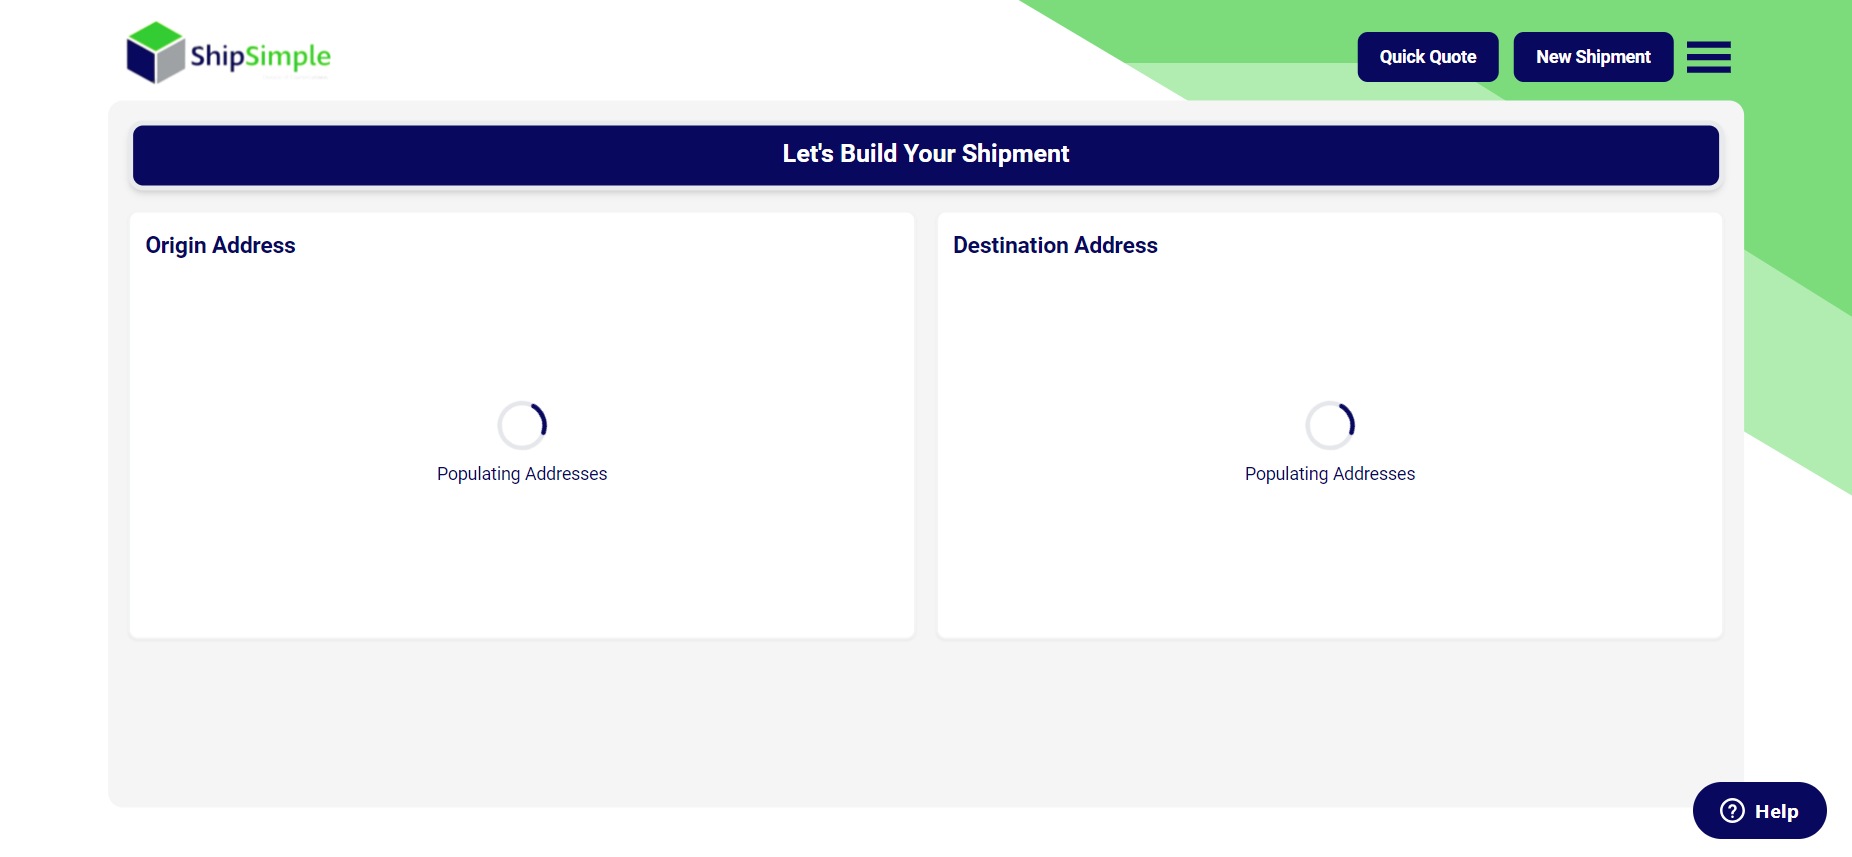 ShipSimple
Quick Quote
New Shipment
Let's Build Your Shipment
Origin Address
Destination Address
Populating Addresses
Populating Addresses
Help